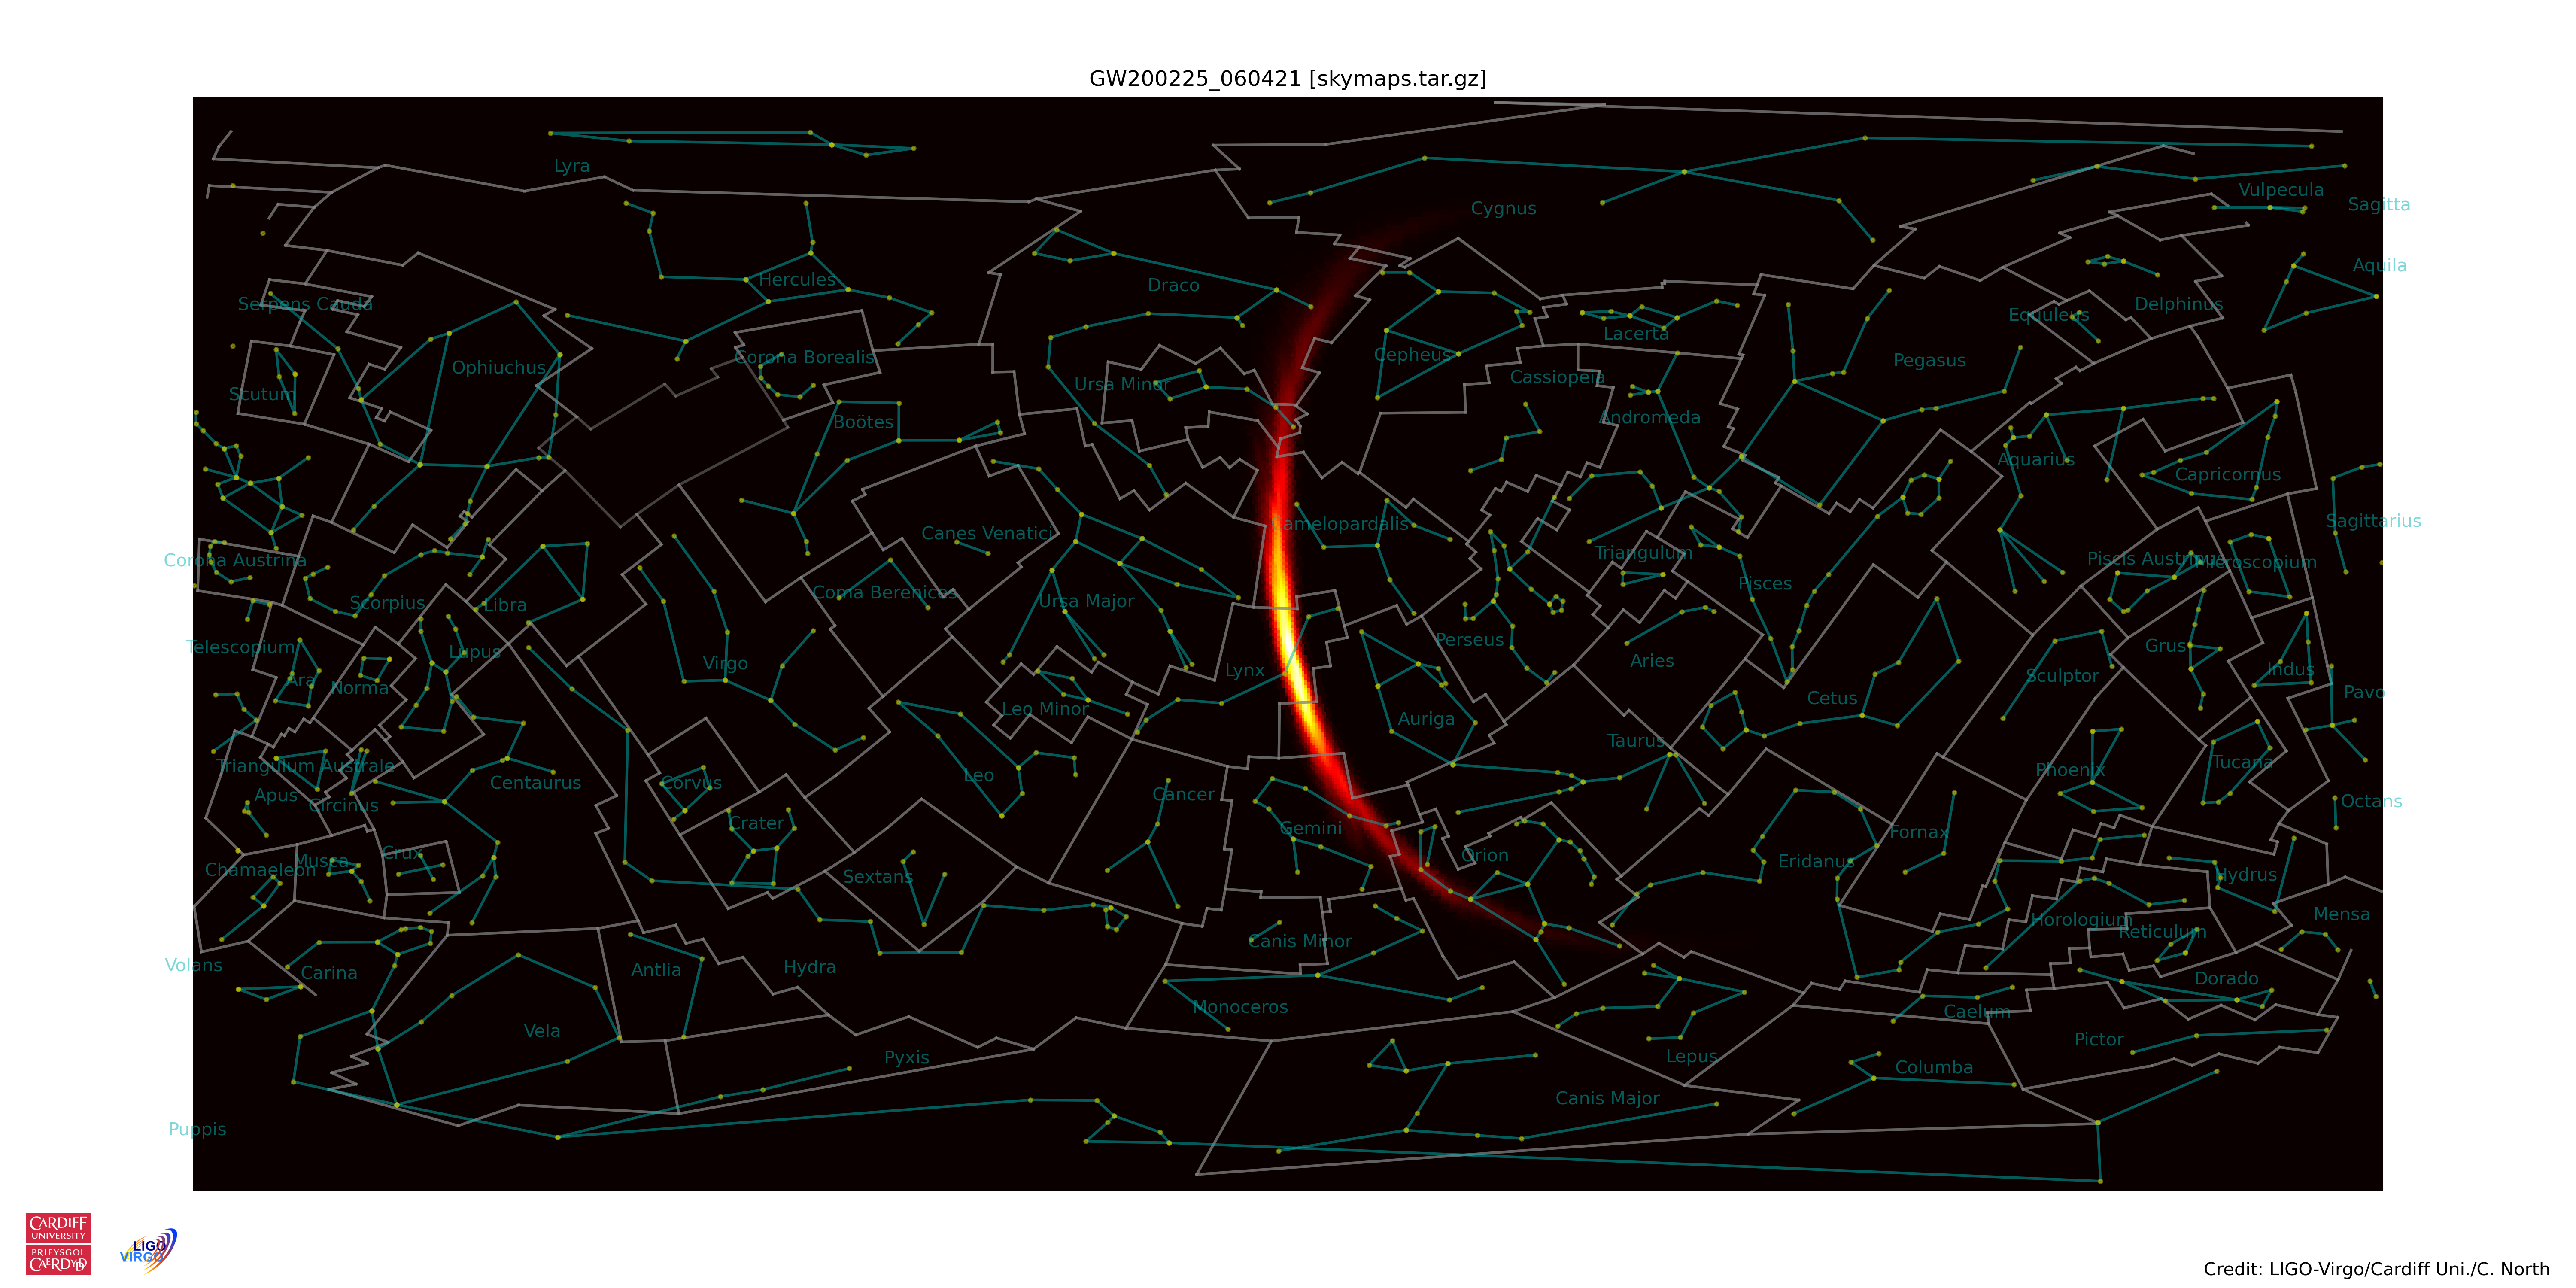 GW200225_060421 [skymaps.tar.gz]
Lyra
Vulpecula
Sagitta
Cygnus
Hercules
Draco
Aquila
Serpens Cauda
Delphinus
Equuleus
Lacerta
Ophiuchus
Corona Borealis
Cepheus
Pegasus
Scutum
Ursa Minor
Cassiopeia
Boötes
Andromeda
Aquarius
Capricornus
Canes Venatici
Camelopardalis
Sagittarius
Corona Austrina
Triangulum
Piscis Austrinus
Microscopium
Scorpius
Libra
Coma Berenices
Ursa Major
Pisces
Telescopium
Lupus
Virgo
Lynx
Perseus
Aries
Sculptor
Grus
Indus
Ara
Norma
Leo Minor
Auriga
Cetus
Pavo
Triangulum Australe
Centaurus
Corvus
Leo
Taurus
Phoenix
Tucana
Apus
Circinus
Crater
Cancer
Gemini
Fornax
Octans
Chamaeleon
Musca
Crux
Sextans
Orion
Eridanus
Hydrus
Horologium
Reticulum
Mensa
Volans
Carina
Antlia
Hydra
Canis Minor
Dorado
Vela
Monoceros
Caelum
Pictor
Pyxis
Lepus
Columba
Puppis
Canis Major
CARDIFF
UNIVERSITY
PRIFYSGOL
CAERDYDD
LIGO
VIRGO
Credit: LIGO-Virgo/Cardiff Uni./C. North